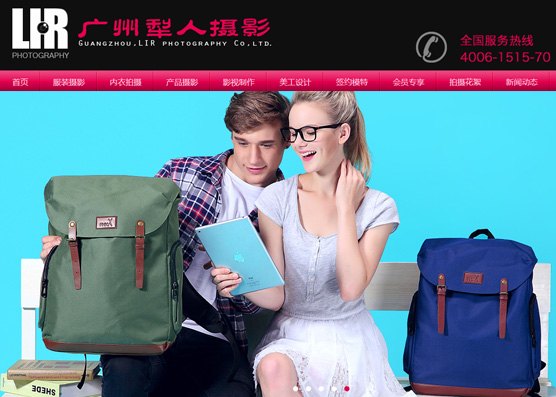 LIR
PHOTOGRAPHY
广州犁人摄影
GUANGZHOU,LIR PHOTOGRAPHY CO,LTD.
全国服务热线
4006-1515-70
首页 服装摄影 内衣拍摄 产品摄影 影视制作 美工设计 签约模特 会员专享 拍摄花絮 新闻动态
SHEDE